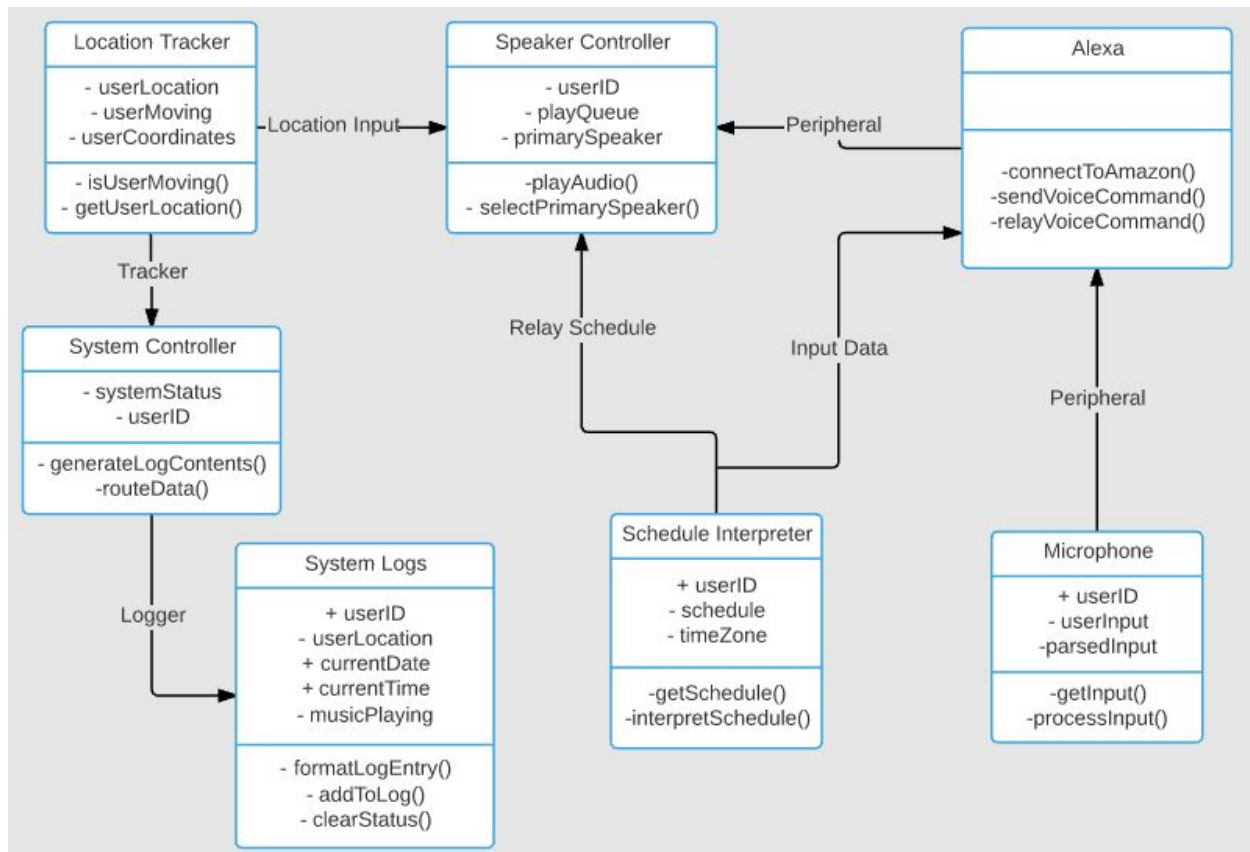 Location Tracker
- userLocation
- userMoving
- userCoordinates
- isUserMoving()
- getUserLocation()
Location Input
Speaker Controller
- userID
- playQueue
- primarySpeaker
-playAudio()
- selectPrimarySpeaker()
Peripheral
Alexa
-connectToAmazon()
-sendVoiceCommand()
-relayVoiceCommand()
Tracker
System Controller
- systemStatus
- userID
- generateLogContents()
-routeData()
Relay Schedule
Input Data
Peripheral
Logger
System Logs
+ userID
- userLocation
+ currentDate
+ currentTime
- musicPlaying
- formatLogEntry()
- addToLog()
- clearStatus()
Schedule Interpreter
+ userID
- schedule
- timeZone
-getSchedule()
-interpretSchedule()
Microphone
+ userID
- userInput
-parsedInput
-getInput()
-processInput()